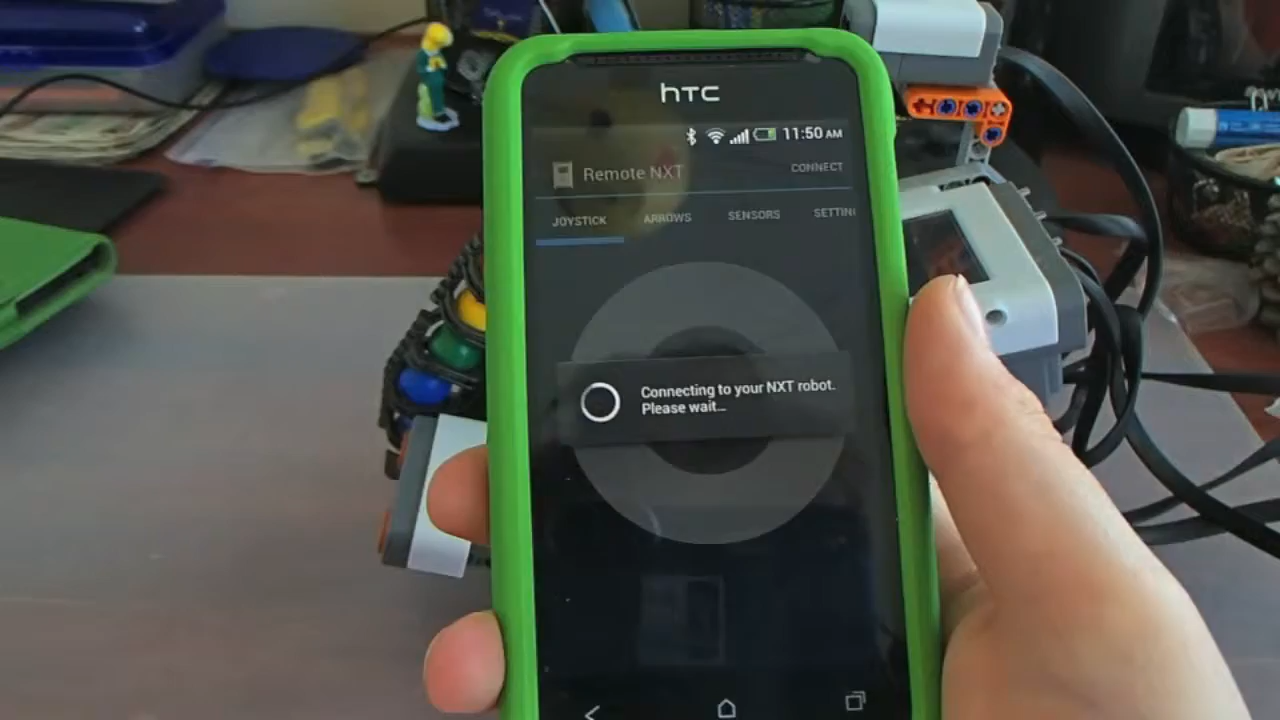 hTC
11:50 AM
Remote NXT
CONNECT
JOYSTICK
ARROWS
SENSORS
SETTIN
Connecting to your NXT robot.
Please wait...